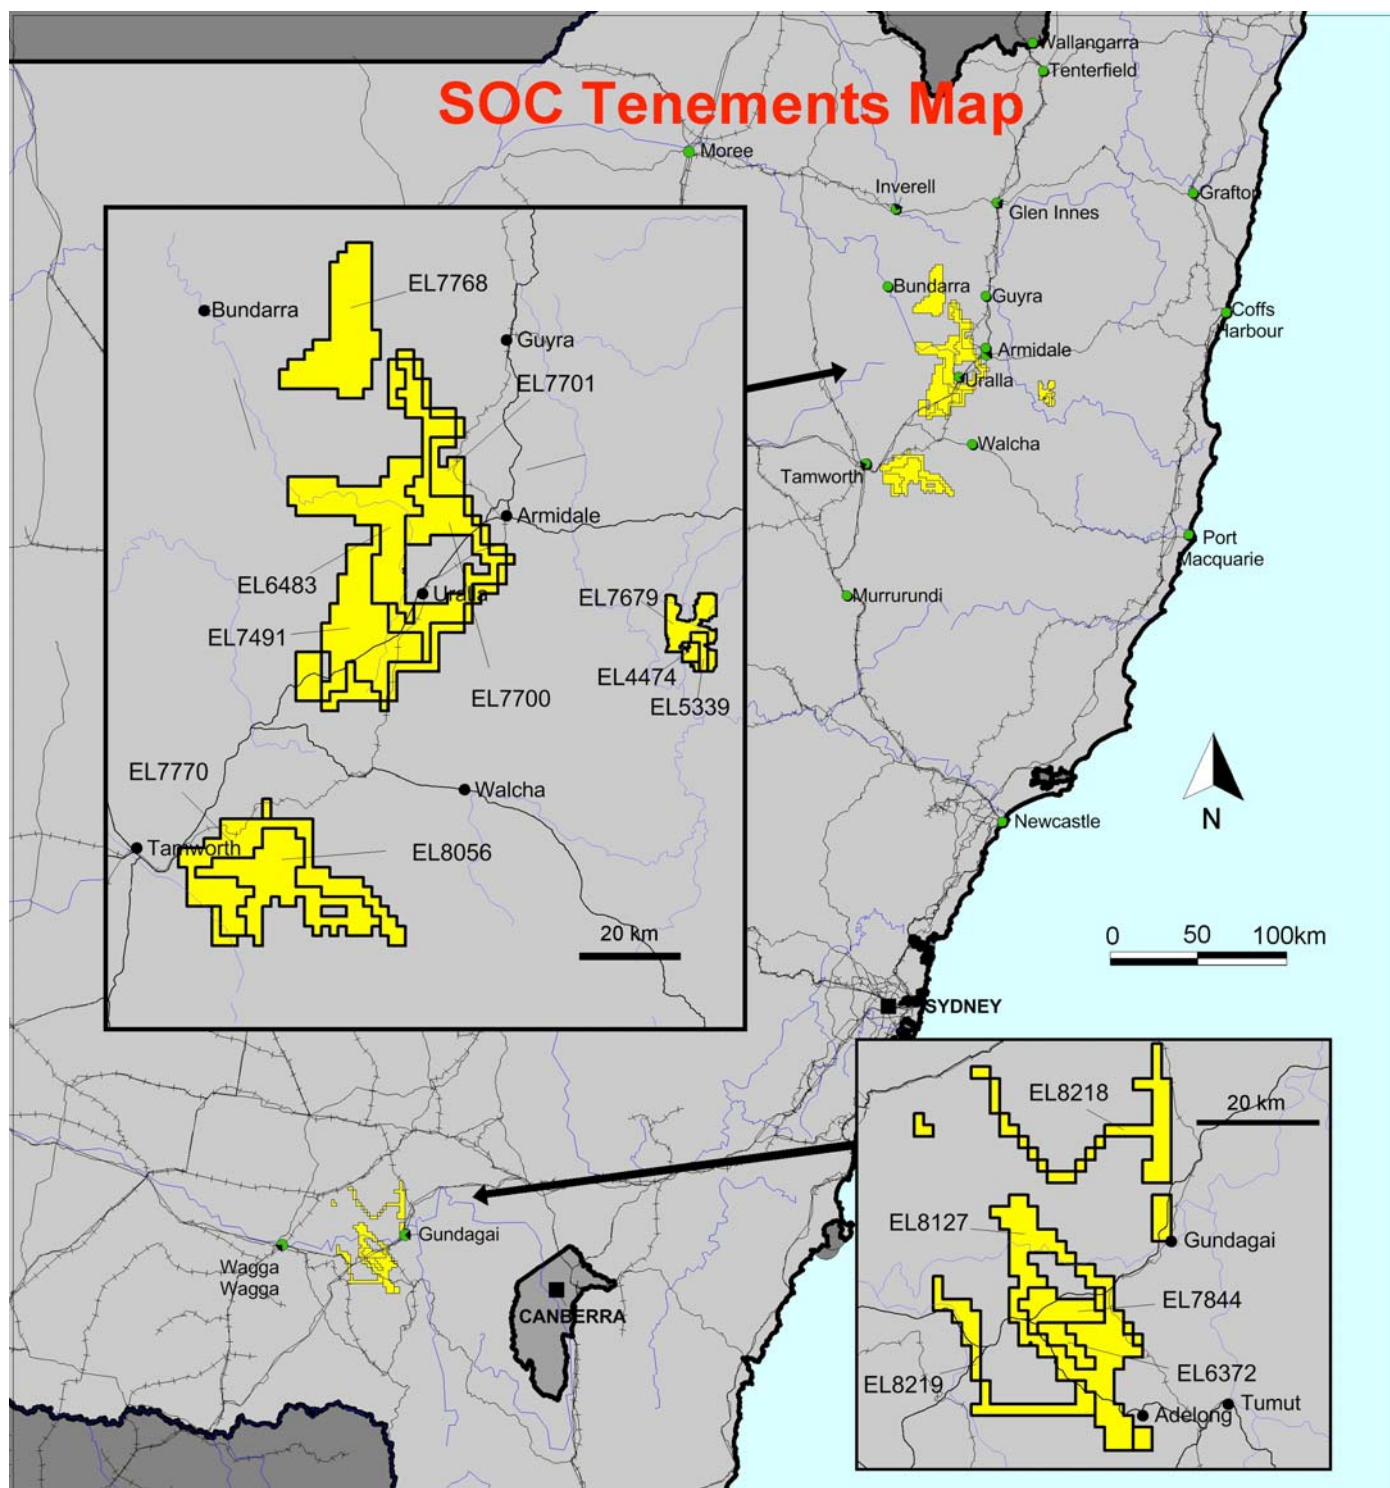 SOC Tenements Map
Wallangarra
Tenterfield
Moree
Inverell
Glen Innes
Grafton
Bundarra
Guyra
Coffs
Harbour
Armidale
Uralla
Walcha
Tamworth
Port
Macquarie
Murrurundi
Newcastle
N
0 50 100km
SYDNEY
EL7768
Bundarra
Guyra
EL7701
Armidale
EL6483
Uralla
EL7679
EL7491
EL4474
EL7700
EL5339
EL7770
Walcha
Tamworth
EL8056
20 km
Gundagai
Wagga
Wagga
CANBERRA
EL8218
20 km
EL8127
Gundagai
EL7844
EL6372
EL8219
Tumut
Adelong